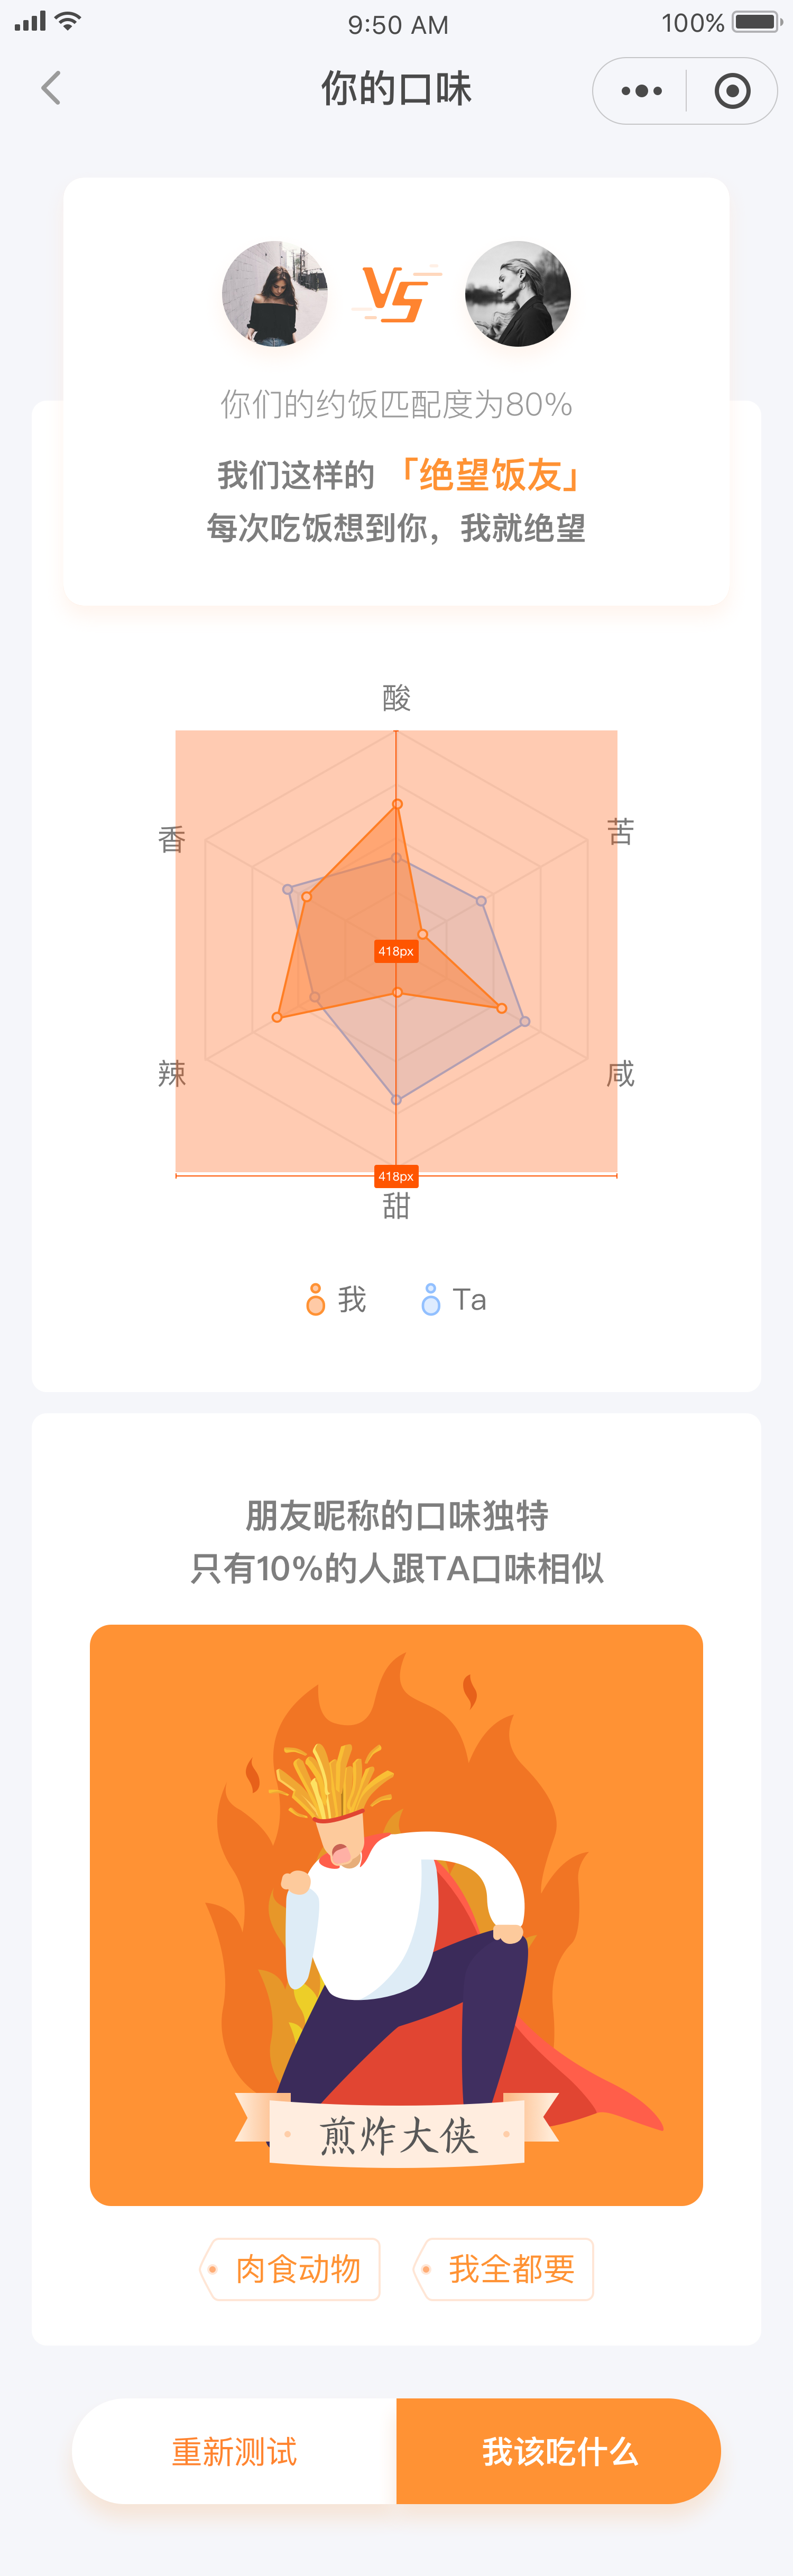 9:50 AM
100%
你的口味
VS
你们的约饭匹配度为80%
我们这样的「绝望饭友」
每次吃饭想到你，我就绝望
酸
香
苦
418px
辣
咸
418px
甜
我
Ta
朋友昵称的口味独特
只有10%的人跟TA口味相似
煎炸大侠
肉食动物
我全都要
重新测试
我该吃什么